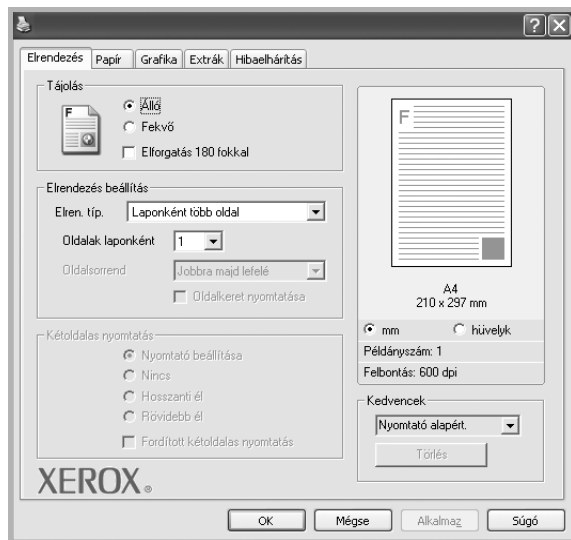 Elrendezés Papír Grafika Extrák Hibaelhárítás
Tájolás
F
Álló
Fekvő
Elforgatás 180 fokkal
Elrendezés beállítás
Elren. típ. Laponként több oldal
Oldalak laponként 1
Oldalsorrend Jobbra majd lefelé
Oldalkeret nyomtatása
Kétoldalas nyomtatás
Nyomtató beállítása
Nincs
Hosszanti él
Rövidebb él
Fordított kétoldalas nyomtatás
XEROX®
F
A4
210 x 297 mm
mm hüvelyk
Példányszám: 1
Felbontás: 600 dpi
Kedvencek
Nyomtató alapért.
Törlés
OK Mégse Alkalmaz Súgó